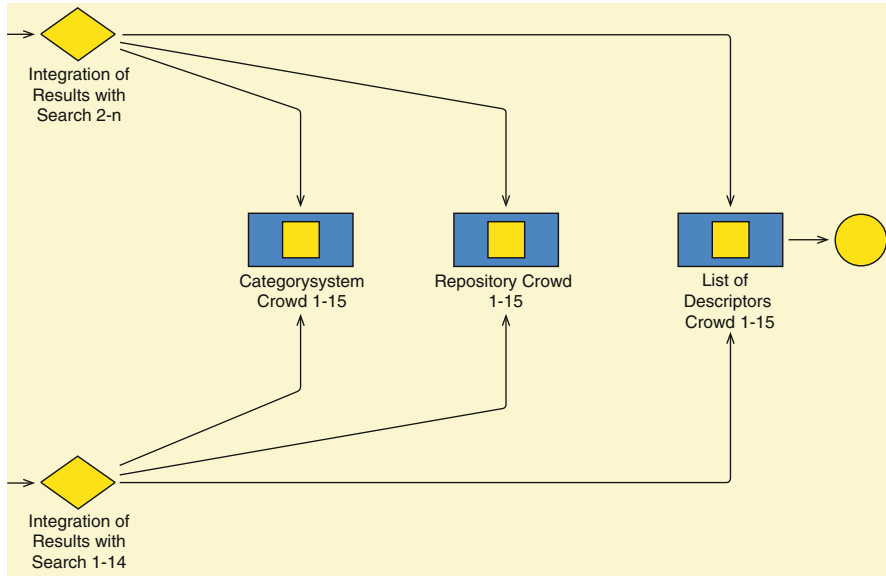 Integration of
Results with
Search 2-n
Categorysystem
Crowd 1-15
Repository Crowd
1-15
List of
Descriptors
Crowd 1-15
Integration of
Results with
Search 1-14